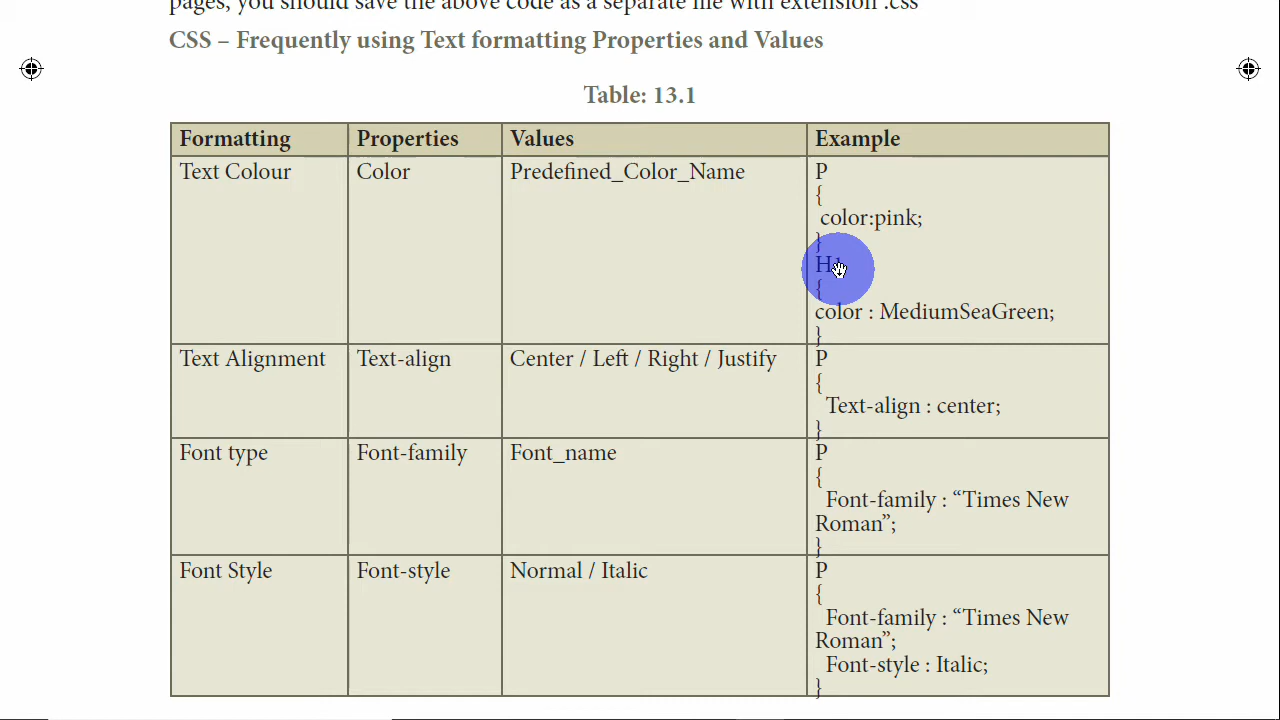 pages, you should save the above code as a separate file with extension .css
CSS – Frequently using Text formatting Properties and Values
Table: 13.1
Formatting Properties Values Example
Text Colour Color Predefined_Color_Name P
{
color:pink;
}
H1
{
color : MediumSeaGreen;
}
Text Alignment Text-align Center / Left / Right / Justify P
{
Text-align : center;
}
Font type Font-family Font_name P
{
Font-family : “Times New
Roman”;
}
Font Style Font-style Normal / Italic P
{
Font-family : “Times New
Roman”;
Font-style : Italic;
}